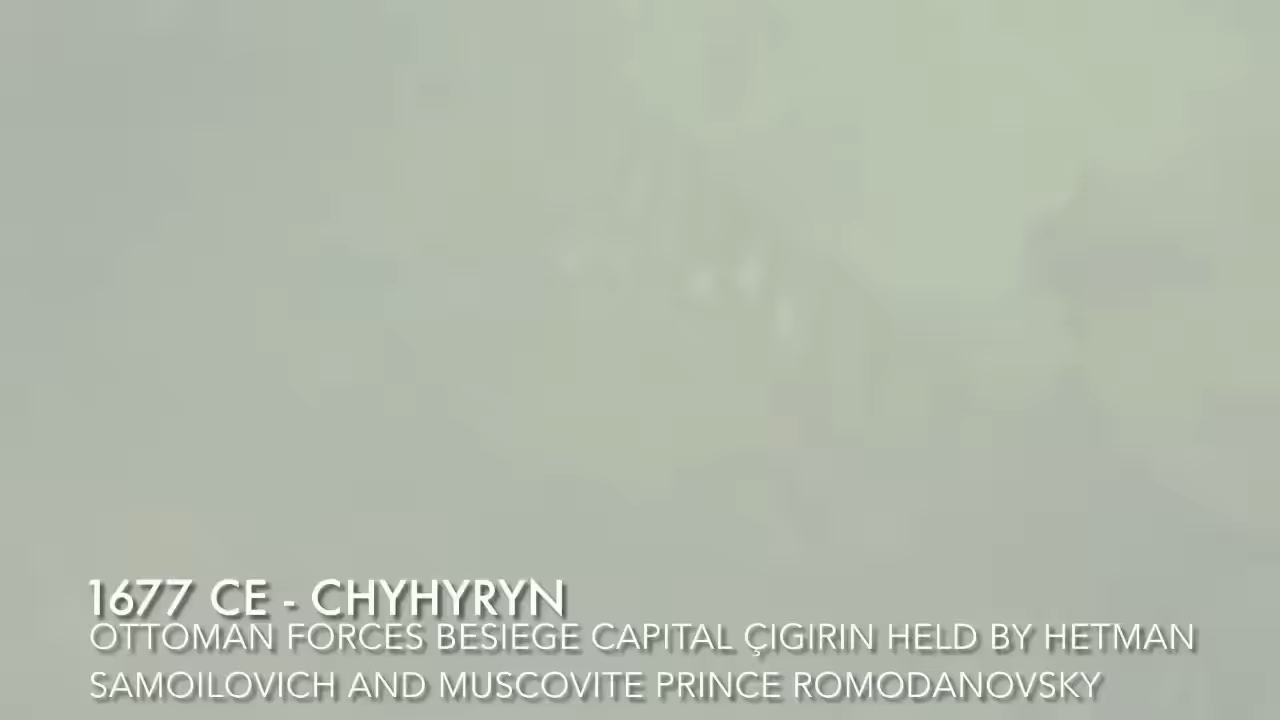 1677 CE - CHYHYRYN
OTTOMAN FORCES BESIEGE CAPITAL ÇIGIRIN HELD BY HETMAN
SAMOILOVICH AND MUSCOVITE PRINCE ROMODANOVSKY